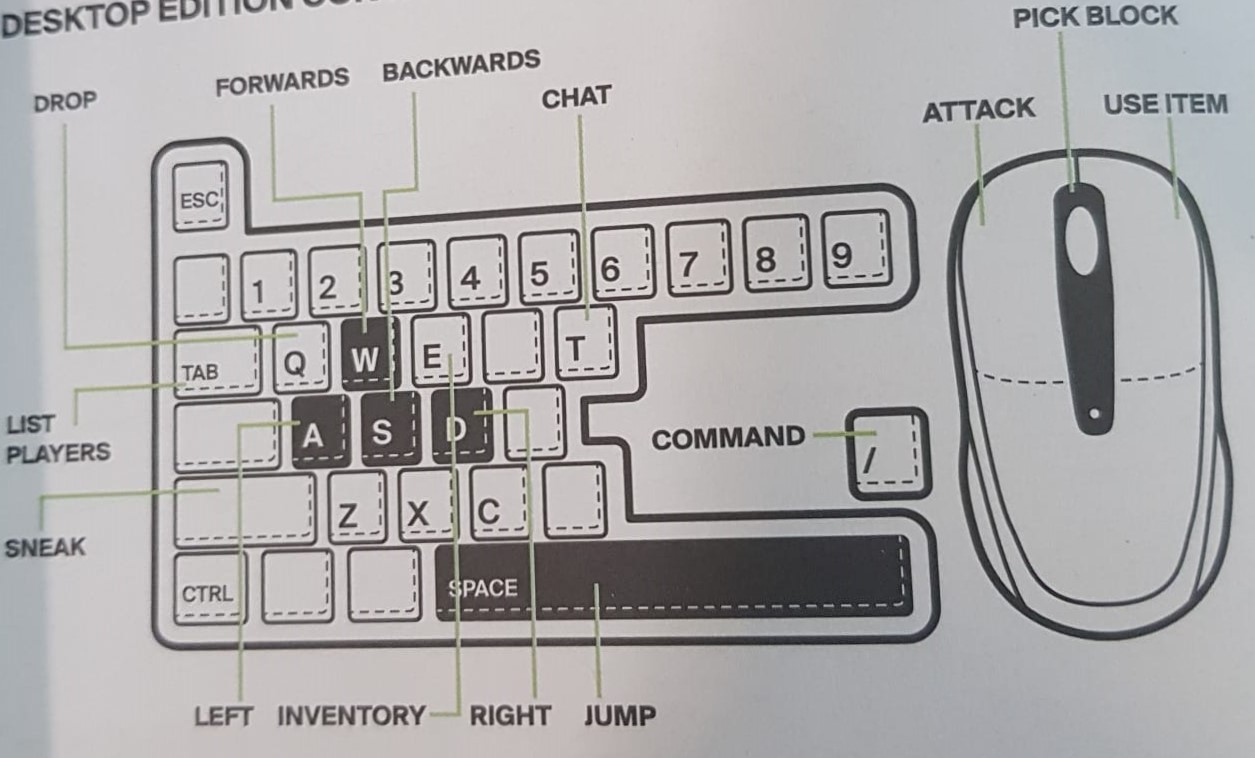 DESKTOP EDITION
PICK BLOCK
FORWARDS
BACKWARDS
DROP
CHAT
ATTACK
USE ITEM
ESC
1 2 3 4 5 6 7 8 9
TAB Q W E T
A S D
LIST
PLAYERS
COMMAND
/
Z X C
SNEAK
CTRL SPACE
LEFT INVENTORY RIGHT JUMP